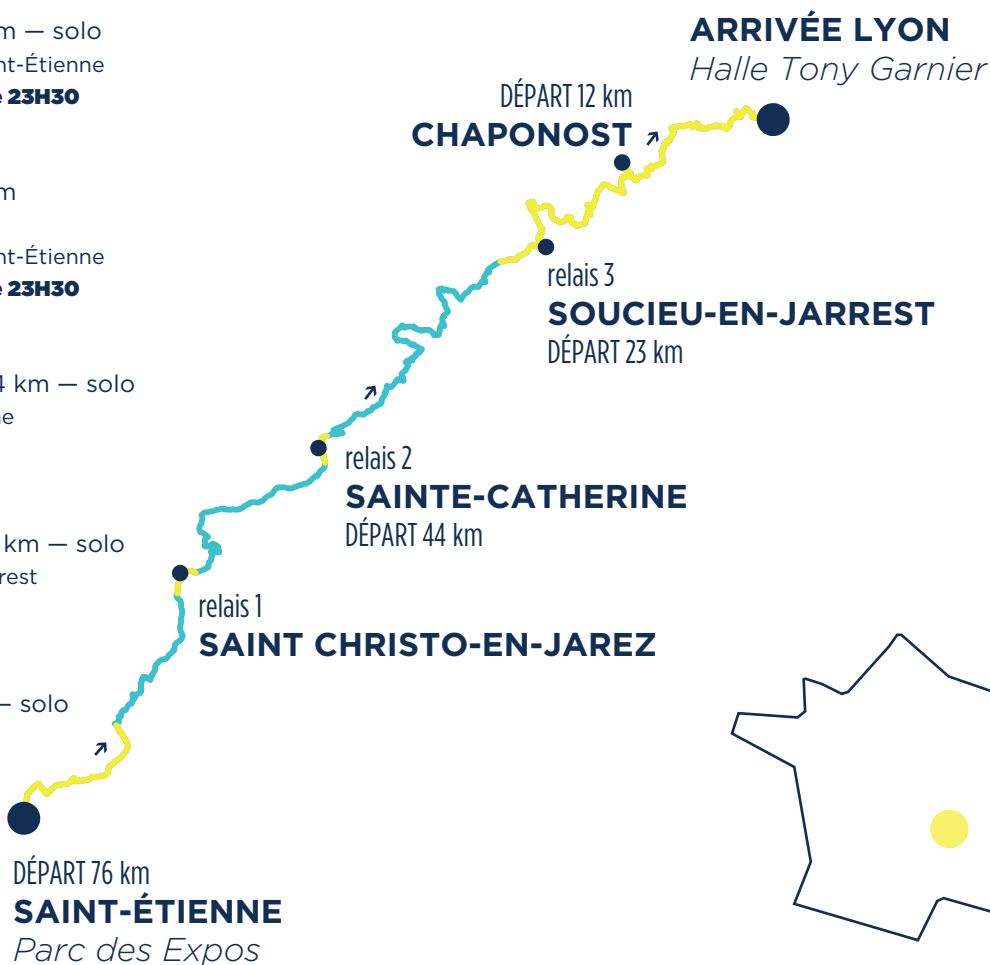 m — solo
nt-Étienne
e 23H30
m
nt-Étienne
e 23H30
4 km — solo
ne
km — solo
rest
— solo
ARRIVÉE LYON
Halle Tony Garnier
DÉPART 12 km
CHAPONOST
relais 3
SOUCIEU-EN-JARREST
DÉPART 23 km
relais 2
SAINTE-CATHERINE
DÉPART 44 km
relais 1
SAINT CHRISTO-EN-JAREZ
DÉPART 76 km
SAINT-ÉTIENNE
Parc des Expos